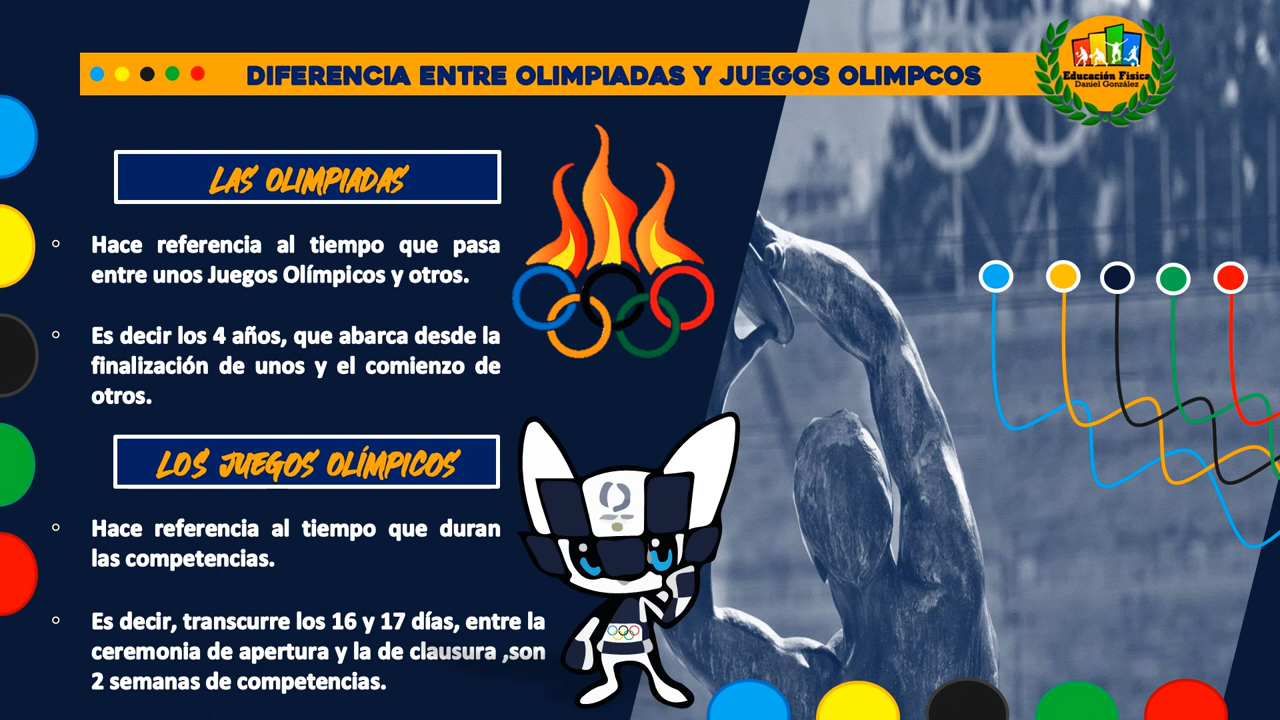 DIFERENCIA ENTRE OLIMPIADAS Y JUEGOS OLIMPCOS
Educación Fisica
Daniel González
LAS OLIMPIADAS
Hace referencia al tiempo que pasa
entre unos Juegos Olímpicos y otros.
Es decir los 4 años, que abarca desde la
finalización de unos y el comienzo de
otros.
LOS JUEGOS OLÍMPICOS
Hace referencia al tiempo que duran
las competencias.
Es decir, transcurre los 16 y 17 días, entre la
ceremonia de apertura y la de clausura ,son
2 semanas de competencias.